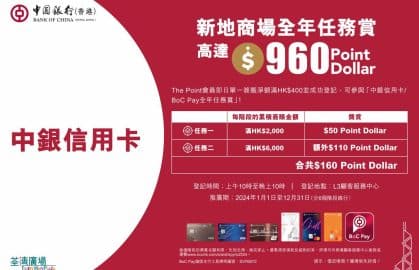 中國銀行(香港)
BANK OF CHINA (HONG KONG)
中銀信用卡
荃灣廣場
新地商場全年任務賞
高達 $960 Point Dollar
The Point會員即日單一簽賬淨額滿HK$400並成功登記，可參與「中銀信用卡/
BoC Pay全年任務賞」!
每階段的累積簽賬金額 獎賞
任務一 滿HK$2,000 $50 Point Dollar
任務二 滿HK$6,000 額外$110 Point Dollar
合共$160 Point Dollar
登記時間：上午10時至晚上10時 | 登記地點：L3顧客服務中心
推廣期：2024年1月1日至12月31日
BoC Pay